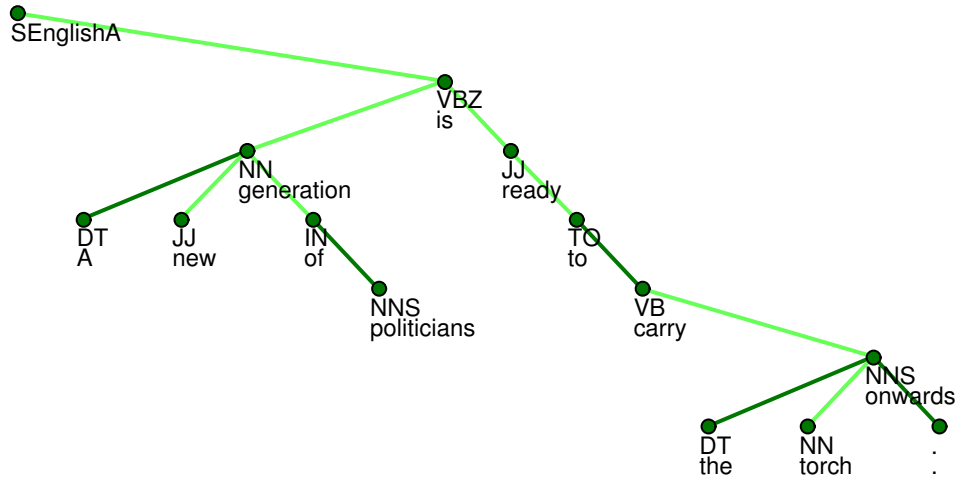 SEnglishA
VBZ
is
NN
generation
JJ
ready
DT
A
JJ
new
IN
of
TO
to
NNS
politicians
VB
carry
NNS
onwards
DT
the
NN
torch
.
.